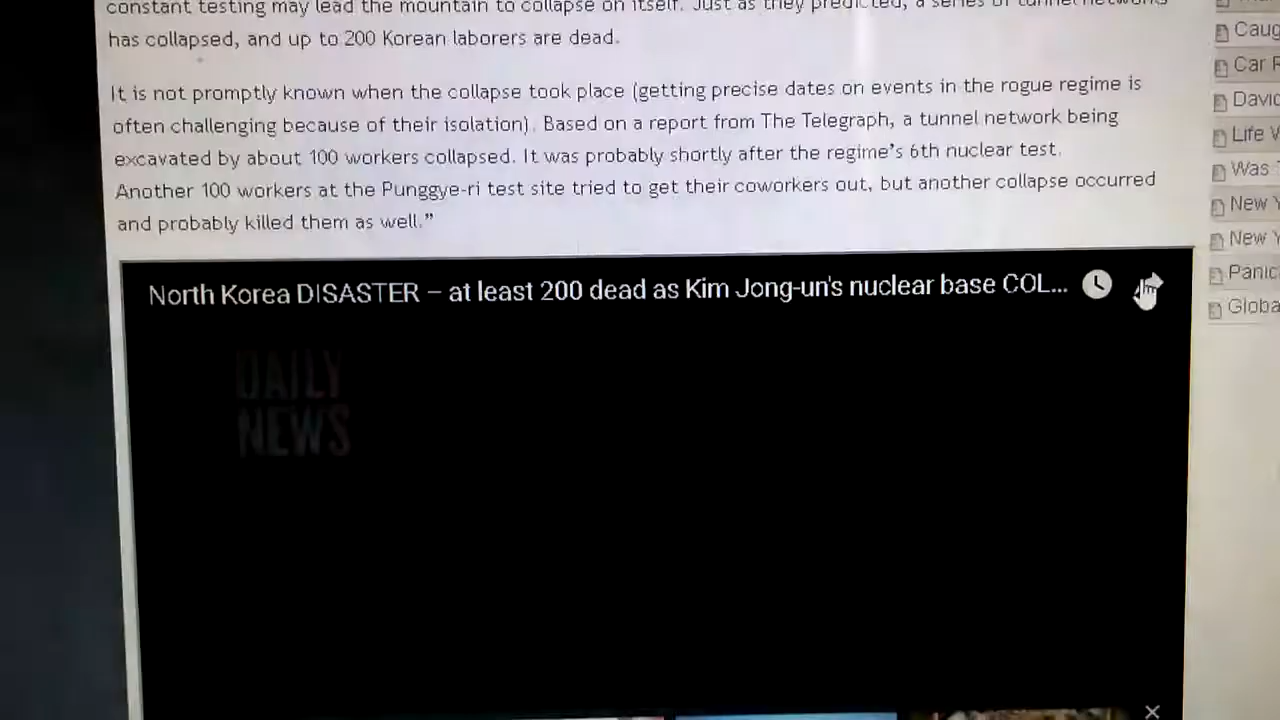 constant testing may lead the mountain to collapse on itself. Just as they predicted, a series of tunnel networks
has collapsed, and up to 200 Korean laborers are dead.
It is not promptly known when the collapse took place (getting precise dates on events in the rogue regime is
often challenging because of their isolation). Based on a report from The Telegraph, a tunnel network being
excavated by about 100 workers collapsed. It was probably shortly after the regime's 6th nuclear test.
Another 100 workers at the Punggye-ri test site tried to get their coworkers out, but another collapse occurred
and probably killed them as well.”
North Korea DISASTER – at least 200 dead as Kim Jong-un's nuclear base COL...
DAILY
NEWS
Caug
Car F
David
Life V
Was
New Y
New Y
Panic
Globa